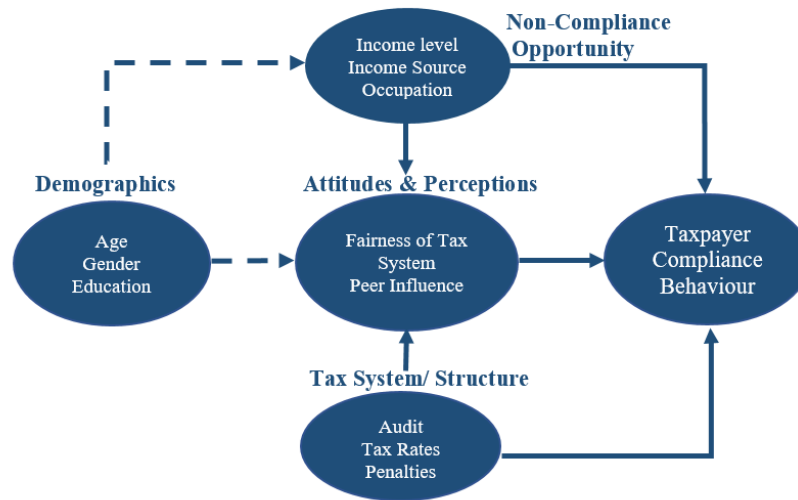 Non-Compliance
Opportunity
Income level
Income Source
Occupation
Demographics
Attitudes & Perceptions
Age
Gender
Education
Fairness of Tax
System
Peer Influence
Taxpayer
Compliance
Behaviour
Tax System/ Structure
Audit
Tax Rates
Penalties